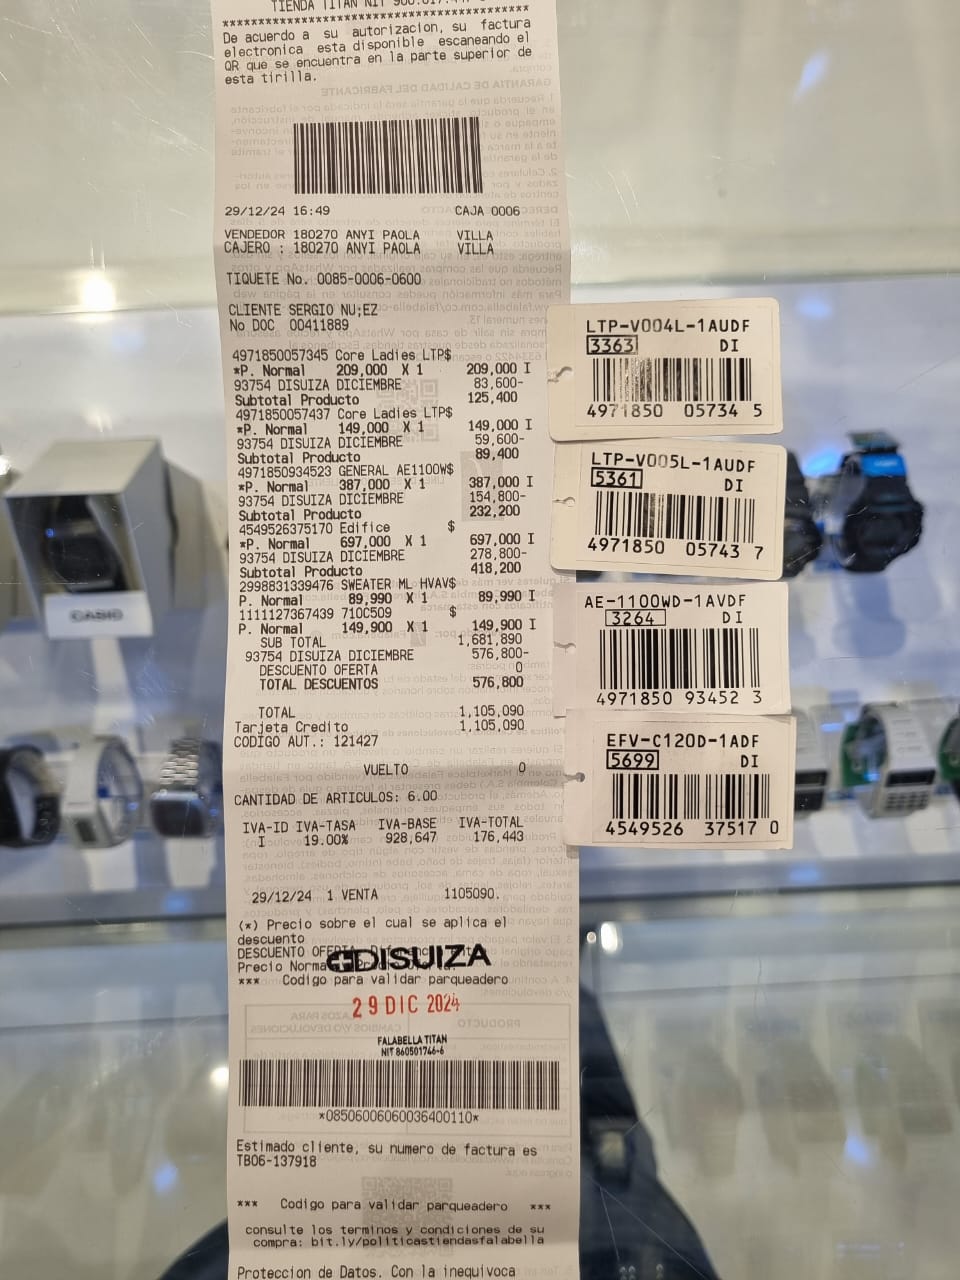 TIENDA TITAN NIT 900.017.447
****************************************
De acuerdo a su autorizacion, su factura
electronica esta disponible escaneando el
QR que se encuentra en la parte superior de
esta tirilla.
29/12/24 16:49 CAJA 0006
VENDEDOR 180270 ANYI PAOLA VILLA
CAJERO : 180270 ANYI PAOLA VILLA
TIQUETE No. 0085-0006-0600
CLIENTE SERGIO NU;EZ
No DOC 00411889
4971850057345 Core Ladies LTP$
*P. Normal 209,000 X 1 209,000 I
93754 DISUIZA DICIEMBRE 83,600-
Subtotal Producto 125,400
4971850057437 Core Ladies LTP$
*P. Normal 149,000 X 1 149,000 I
93754 DISUIZA DICIEMBRE 59,600-
Subtotal Producto 89,400
4971850934523 GENERAL AE1100W$
*P. Normal 387,000 X 1 387,000 I
93754 DISUIZA DICIEMBRE 154,800-
Subtotal Producto 232,200
4549526375170 Edifice $
*P. Normal 697,000 X 1 697,000 I
93754 DISUIZA DICIEMBRE 278,800-
Subtotal Producto 418,200
2998831339476 SWEATER ML HVAV$
P. Normal 89,990 X 1 89,990 I
1111127367439 710C509 $
P. Normal 149,900 X 1 149,900 I
SUB TOTAL 1,681,890
93754 DISUIZA DICIEMBRE 576,800-
DESCUENTO OFERTA 0
TOTAL DESCUENTOS 576,800
TOTAL 1,105,090
Tarjeta Credito 1,105,090
CODIGO AUT.: 121427
VUELTO 0
CANTIDAD DE ARTICULOS: 6.00
IVA-ID IVA-TASA IVA-BASE IVA-TOTAL
I 19.00% 928,647 176,443
29/12/24 1 VENTA 1105090.
(*) Precio sobre el cual se aplica el
descuento
DESCUENTO OFERTA
Precio Normal
DISUIZA
*** Codigo para validar parqueadero
29 DIC 2024
FALABELLA TITAN
NIT 860501746-6
*08506006060036400110*
Estimado cliente, su numero de factura es
TB06-137918
*** Codigo para validar parqueadero ***
consulte los terminos y condiciones de su
compra: bit.ly/politicastiendasfalabella
Proteccion de Datos. Con la inequivoca
LTP-V004L-1AUDF
3363 DI
4971850 05734 5
LTP-V005L-1AUDF
5361 DI
4971850 05743 7
AE-1100WD-1AVDF
3264 DI
4971850 93452 3
EFV-C120D-1ADF
5699 DI
4549526 37517 0
CASIO